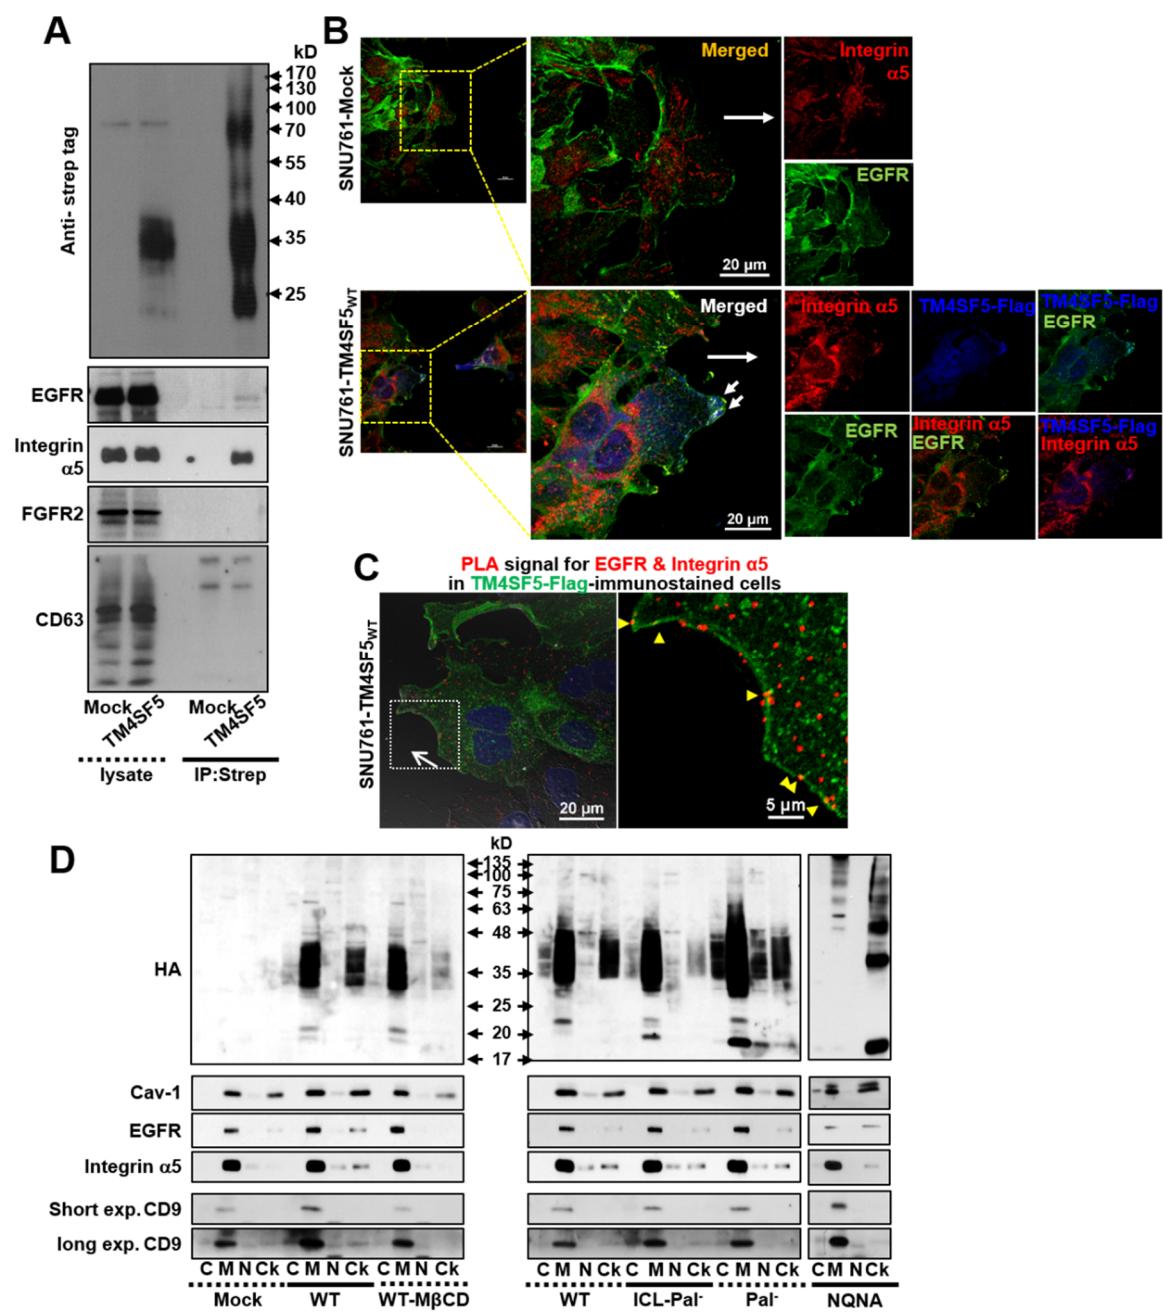 A
kD
170
130
100
70
55
40
35
25
Anti- strep tag
EGFR
Integrin
α5
FGFR2
CD63
Mock
TM4SF5
Mock
TM4SF5
lysate
IP:Strep
B
SNU761-Mock
Merged
20 µm
Integrin
α5
EGFR
SNU761-TM4SF5WT
Merged
20 µm
Integrin α5
TM4SF5-Flag
TM4SF5-Flag
EGFR
EGFR
Integrin α5
EGFR
TM4SF5-Flag
Integrin α5
C
PLA signal for EGFR & Integrin α5
in TM4SF5-Flag-immunostained cells
SNU761-TM4SF5WT
20 µm
5 µm
D
kD
135
100
75
63
48
35
25
20
17
HA
Cav-1
EGFR
Integrin α5
Short exp. CD9
long exp. CD9
C M N Ck C M N Ck C M N Ck
Mock WT WT-MβCD
C M N Ck C M N Ck C M N Ck
WT ICL-Pal⁻ Pal⁻
C M N Ck
NQNA